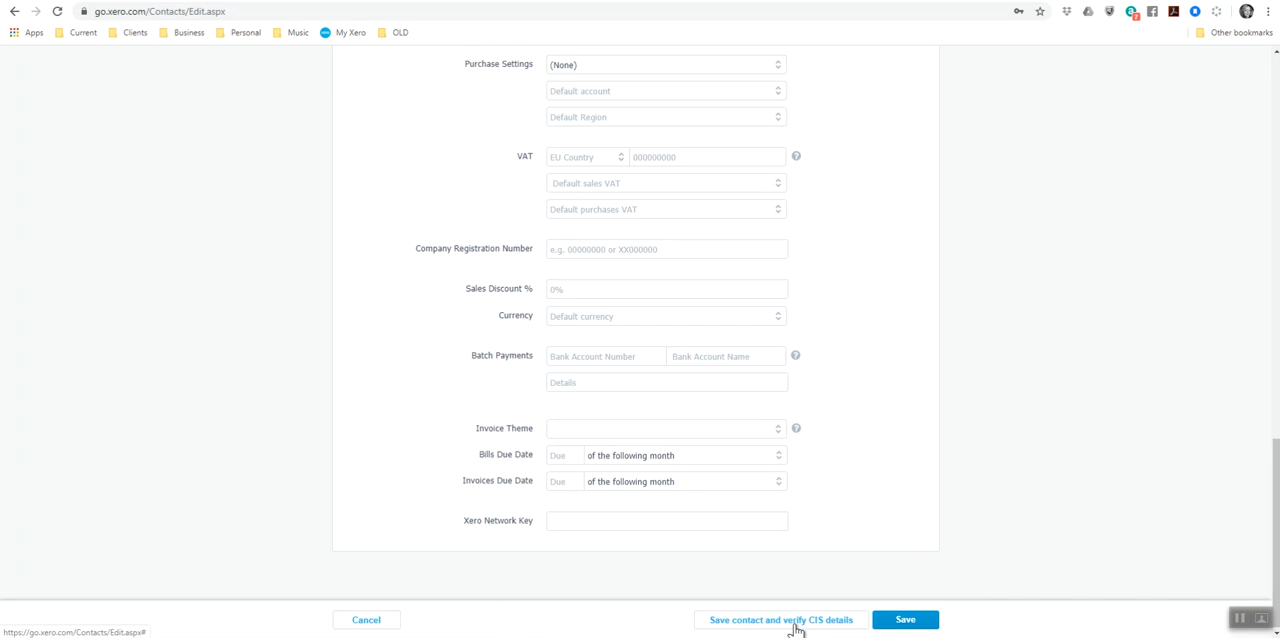 go.xero.com/Contacts/Edit.aspx
7
Apps Current Clients Business Personal Music My Xero OLD Other bookmarks
Purchase Settings (None)
Default account
Default Region
VAT EU Country 000000000 ?
Default sales VAT
Default purchases VAT
Company Registration Number e.g. 00000000 or XX000000
Sales Discount % 0%
Currency Default currency
Batch Payments Bank Account Number Bank Account Name ?
Details
Invoice Theme ?
Bills Due Date Due of the following month
Invoices Due Date Due of the following month
Xero Network Key
Cancel Save contact and verify CIS details Save
https://go.xero.com/Contacts/Edit.aspx#